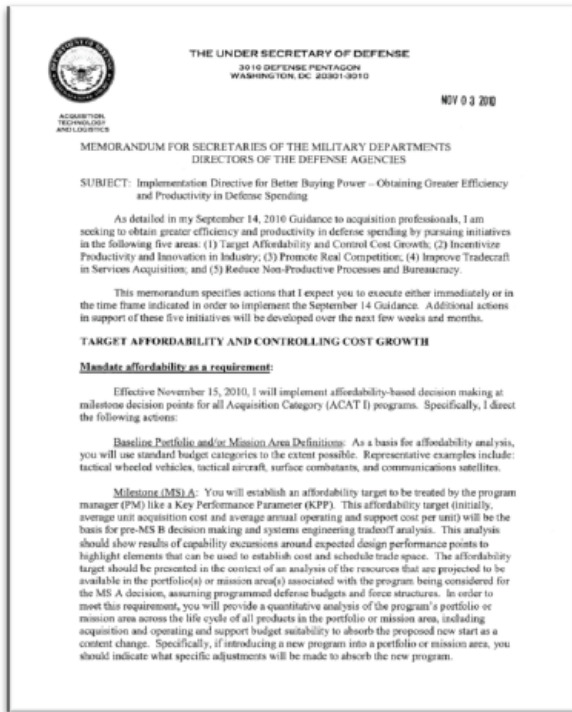 THE UNDER SECRETARY OF DEFENSE
3010 DEFENSE PENTAGON
WASHINGTON, DC 20301-3010
NOV 03 2010
ACQUISITION,
TECHNOLOGY
AND LOGISTICS
MEMORANDUM FOR SECRETARIES OF THE MILITARY DEPARTMENTS
DIRECTORS OF THE DEFENSE AGENCIES
SUBJECT: Implementation Directive for Better Buying Power – Obtaining Greater Efficiency
and Productivity in Defense Spending
As detailed in my September 14, 2010 Guidance to acquisition professionals, I am
seeking to obtain greater efficiency and productivity in defense spending by pursuing initiatives
in the following five areas: (1) Target Affordability and Control Cost Growth; (2) Incentivize
Productivity and Innovation in Industry; (3) Promote Real Competition; (4) Improve Tradecraft
in Services Acquisition; and (5) Reduce Non-Productive Processes and Bureaucracy.
This memorandum specifies actions that I expect you to execute either immediately or in
the time frame indicated in order to implement the September 14 Guidance. Additional actions
in support of these five initiatives will be developed over the next few weeks and months.
TARGET AFFORDABILITY AND CONTROLLING COST GROWTH
Mandate affordability as a requirement:
Effective November 15, 2010, I will implement affordability-based decision making at
milestone decision points for all Acquisition Category (ACAT I) programs. Specifically, I direct
the following actions:
Baseline Portfolio and/or Mission Area Definitions: As a basis for affordability analysis,
you will use standard budget categories to the extent possible. Representative examples include:
tactical wheeled vehicles, tactical aircraft, surface combatants, and communications satellites.
Milestone (MS) A: You will establish an affordability target to be treated by the program
manager (PM) like a Key Performance Parameter (KPP). This affordability target (initially,
average unit acquisition cost and average annual operating and support cost per unit) will be the
basis for pre-MS B decision making and systems engineering tradeoff analysis. This analysis
should show results of capability excursions around expected design performance points to
highlight elements that can be used to establish cost and schedule trade space. The affordability
target should be presented in the context of an analysis of the resources that are projected to be
available in the portfolio(s) or mission area(s) associated with the program being considered for
the MS A decision, assuming programmed defense budgets and force structures. In order to
meet this requirement, you will provide a quantitative analysis of the program's portfolio or
mission area across the life cycle of all products in the portfolio or mission area, including
acquisition and operating and support budget suitability to absorb the proposed new start as a
content change. Specifically, if introducing a new program into a portfolio or mission area, you
should indicate what specific adjustments will be made to absorb the new program.